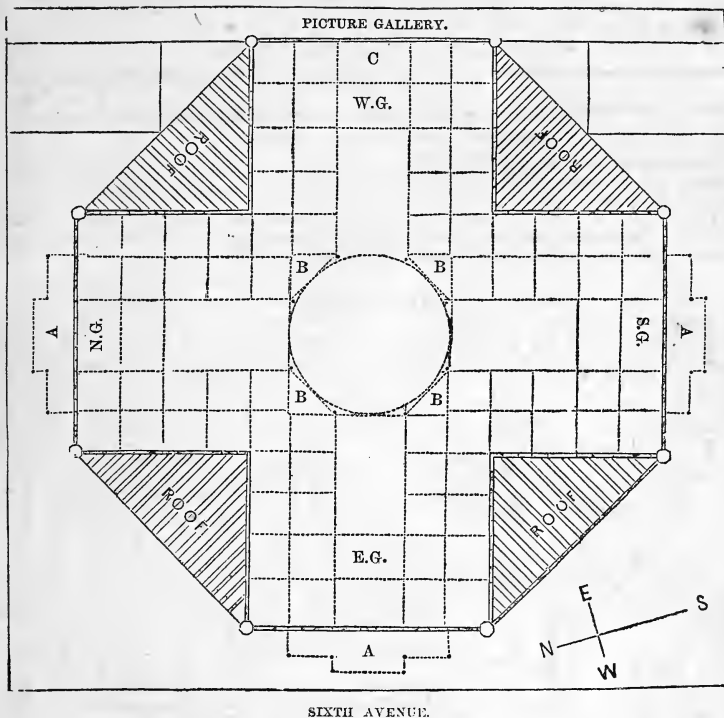 PICTURE GALLERY.
C
W.G.
ROOF
ROOF
B
B
A
N.G.
S.G.
A
B
B
ROOF
ROOF
E.G.
E
S
N
W
A
SIXTH AVENUE.